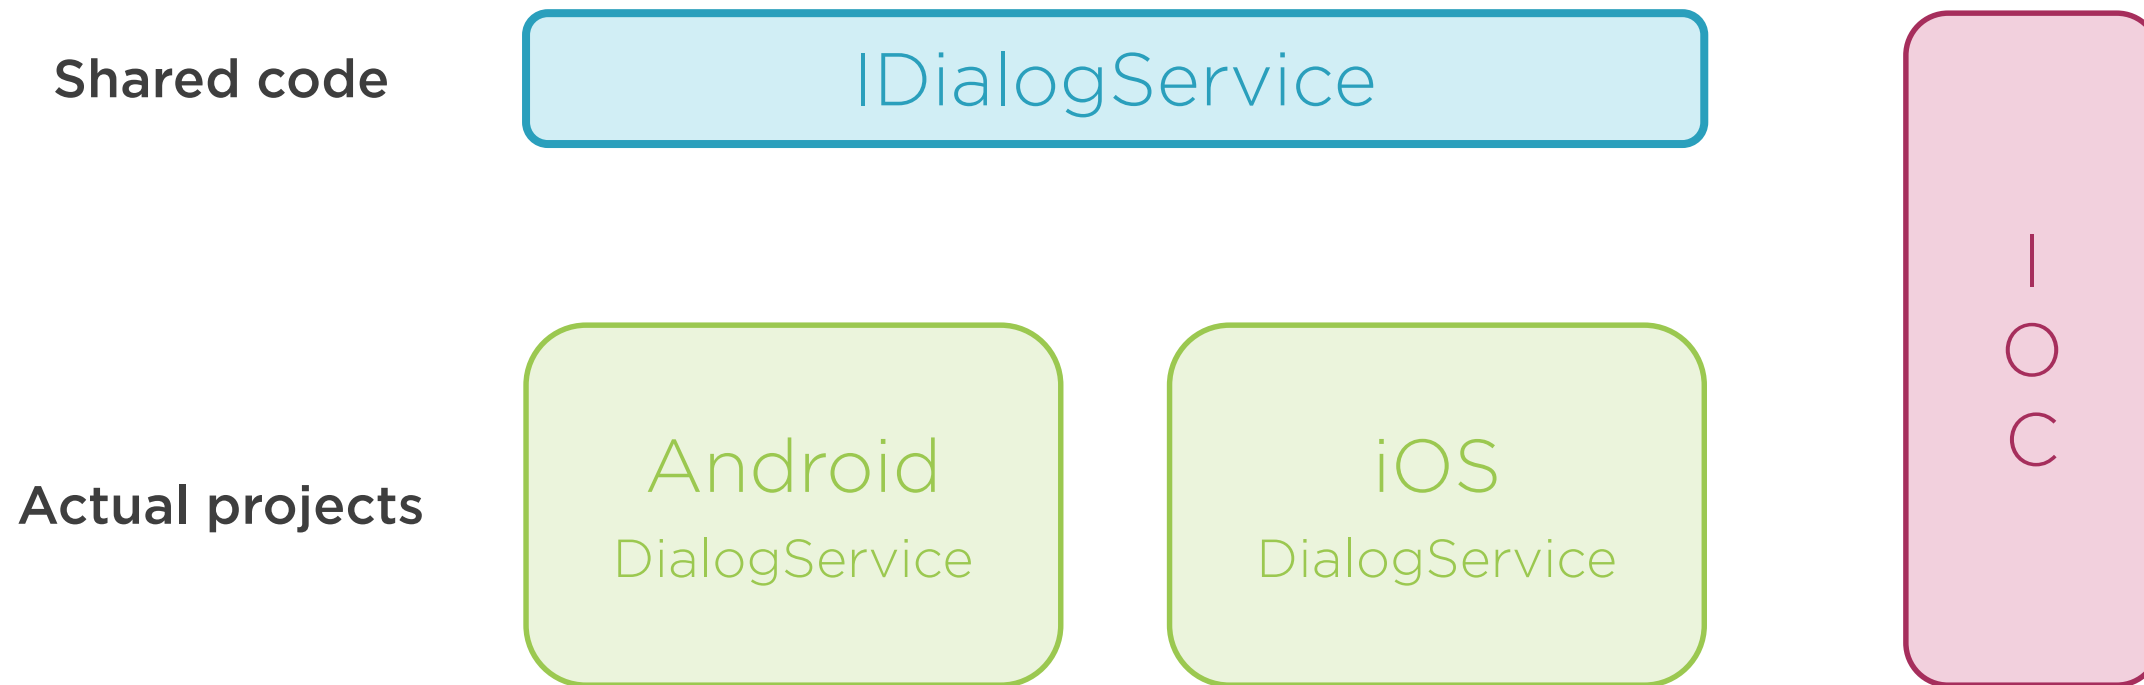 Shared code
IDialogService
Actual projects
Android
DialogService
iOS
DialogService
I
O
C